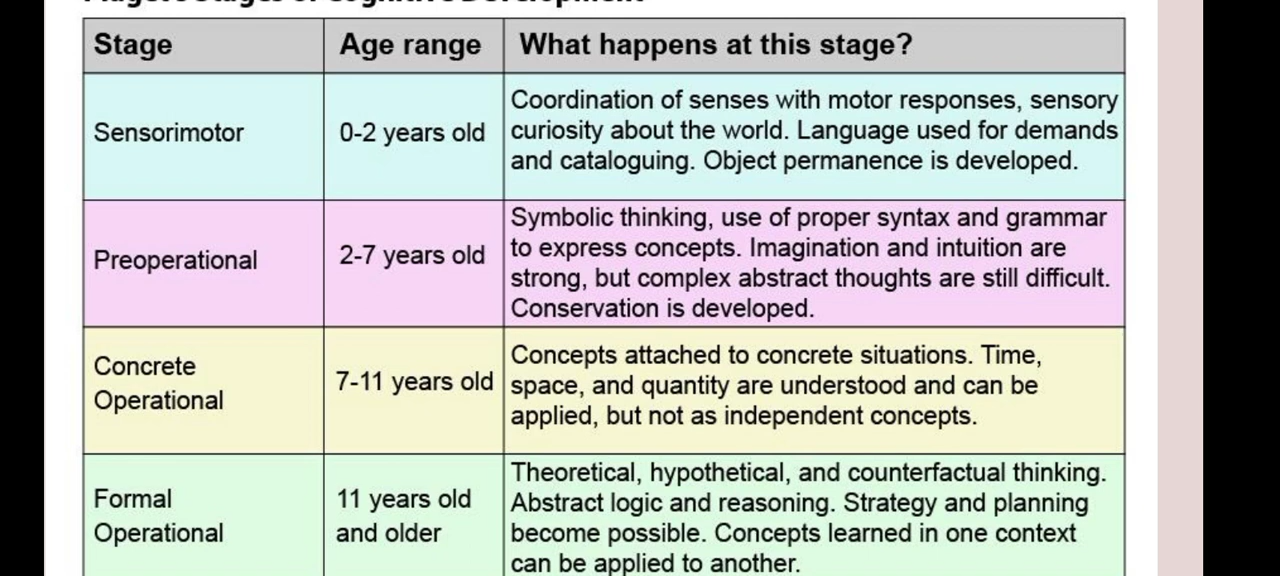 Piaget's Stages of Cognitive Development
Stage
Age range
What happens at this stage?
Sensorimotor
0-2 years old
Coordination of senses with motor responses, sensory
curiosity about the world. Language used for demands
and cataloguing. Object permanence is developed.
Preoperational
2-7 years old
Symbolic thinking, use of proper syntax and grammar
to express concepts. Imagination and intuition are
strong, but complex abstract thoughts are still difficult.
Conservation is developed.
Concrete
Operational
7-11 years old
Concepts attached to concrete situations. Time,
space, and quantity are understood and can be
applied, but not as independent concepts.
Formal
Operational
11 years old
and older
Theoretical, hypothetical, and counterfactual thinking.
Abstract logic and reasoning. Strategy and planning
become possible. Concepts learned in one context
can be applied to another.